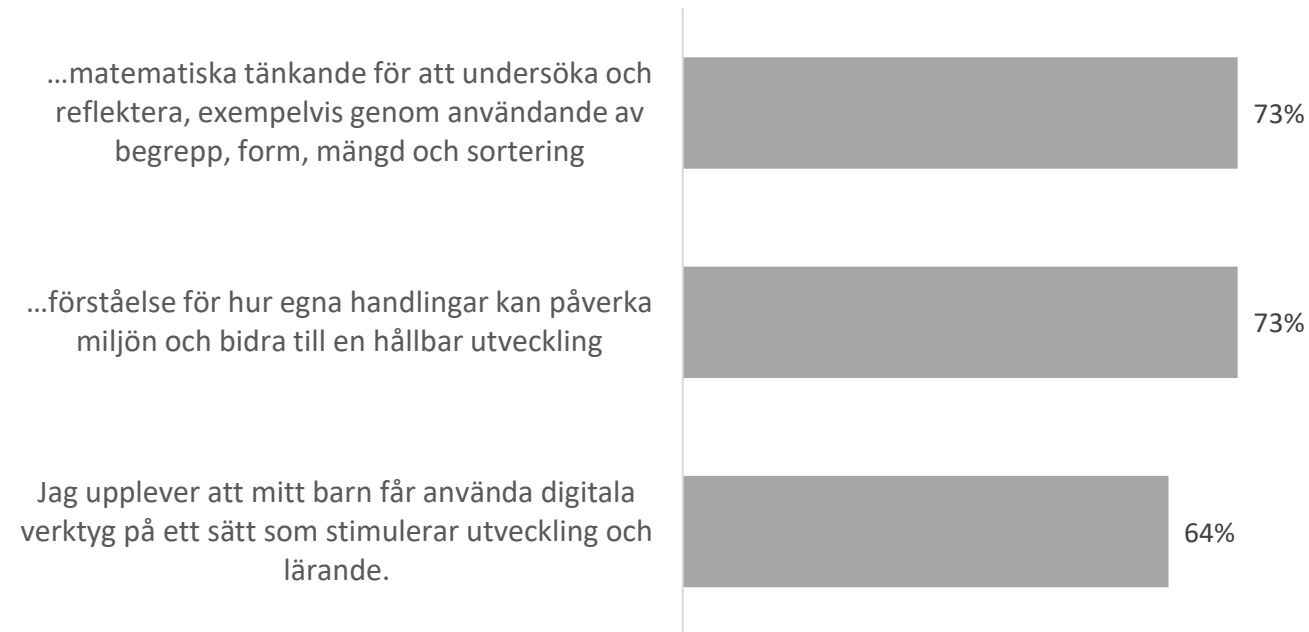 …matematiska tänkande för att undersöka och
reflektera, exempelvis genom användande av
begrepp, form, mängd och sortering
73%
…förståelse för hur egna handlingar kan påverka
miljön och bidra till en hållbar utveckling
73%
Jag upplever att mitt barn får använda digitala
verktyg på ett sätt som stimulerar utveckling och
lärande.
64%